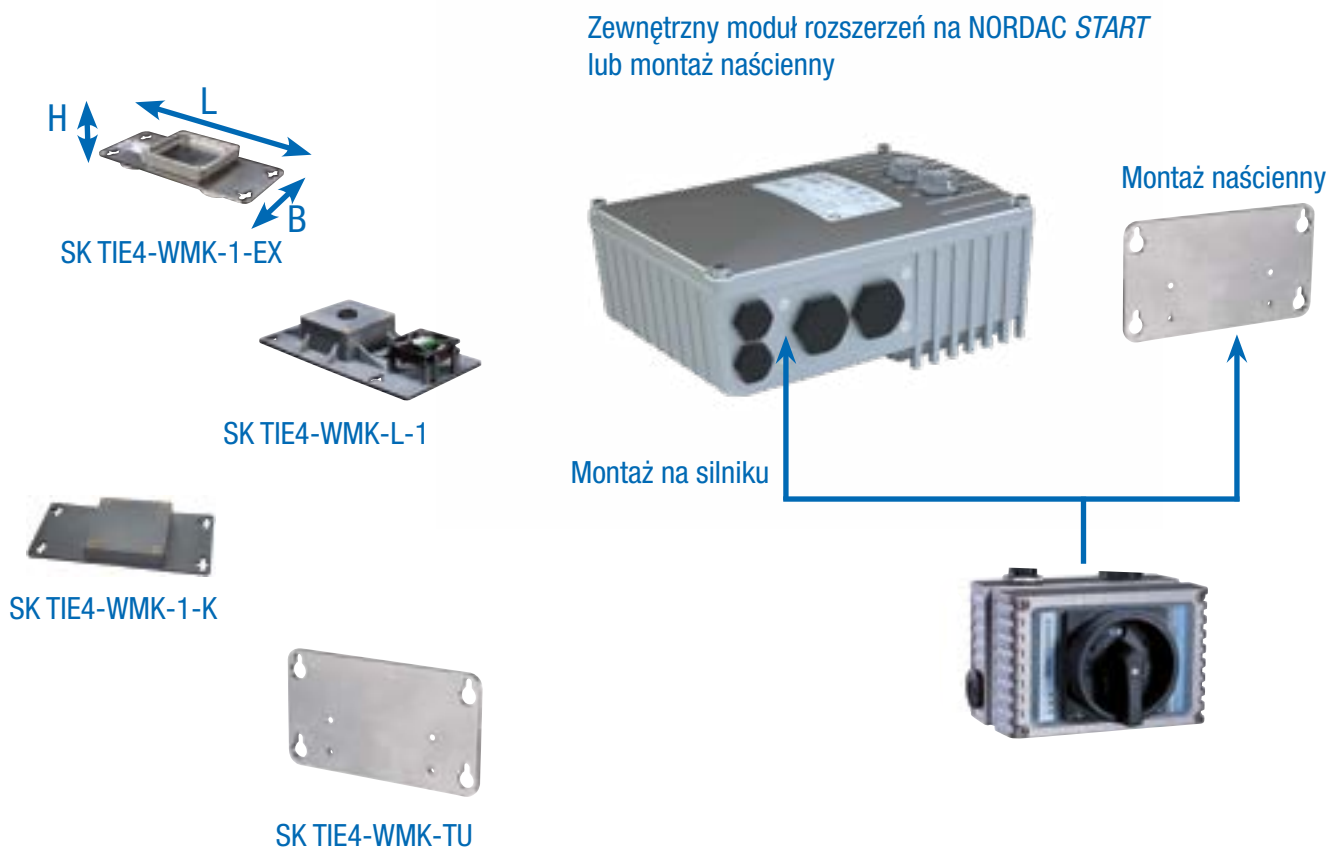 Zewnętrzny moduł rozszerzeń na NORDAC START
lub montaż naścienny
H
L
B
SK TIE4-WMK-1-EX
Montaż naścienny
SK TIE4-WMK-L-1
Montaż na silniku
SK TIE4-WMK-1-K
SK TIE4-WMK-TU